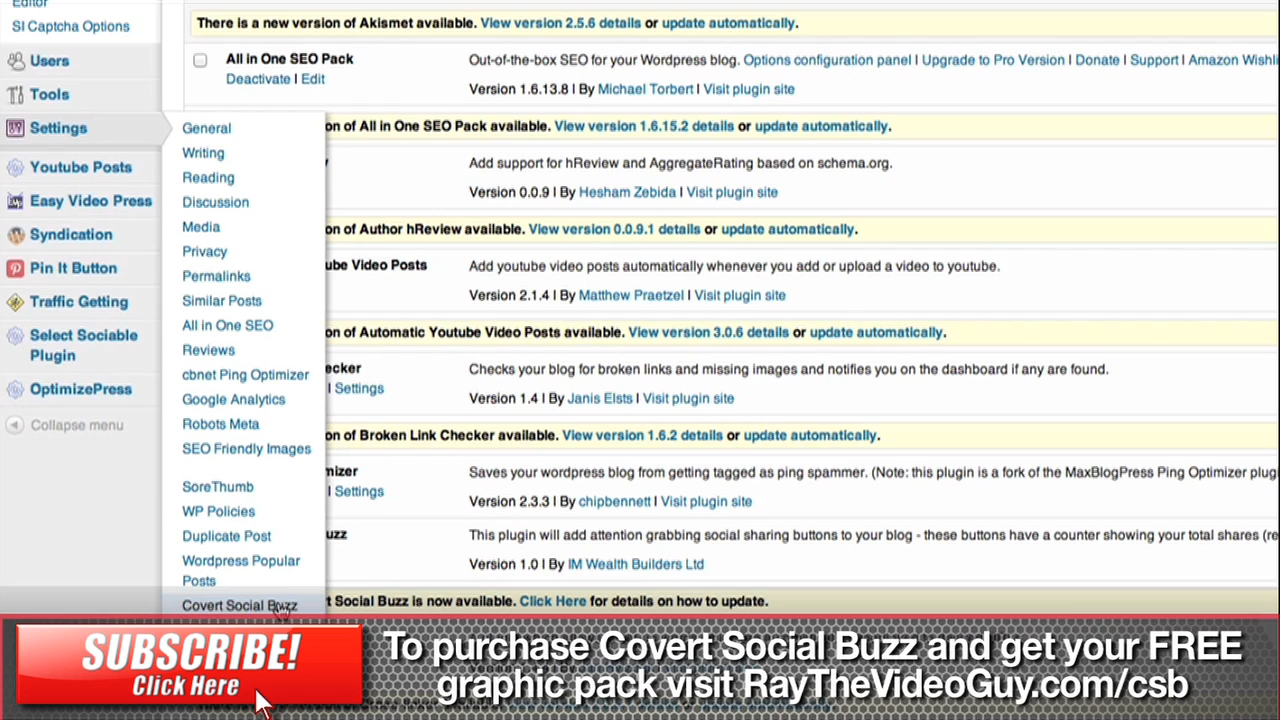 Editor
SI Captcha Options
Users
Tools
Settings
Youtube Posts
Easy Video Press
Syndication
Pin It Button
Traffic Getting
Select Sociable
Plugin
OptimizePress
Collapse menu
General
Writing
Reading
Discussion
Media
Privacy
Permalinks
Similar Posts
All in One SEO
Reviews
cbnet Ping Optimizer
Google Analytics
Robots Meta
SEO Friendly Images
SoreThumb
WP Policies
Duplicate Post
Wordpress Popular
Posts
Covert Social Buzz
There is a new version of Akismet available. View version 2.5.6 details or update automatically.
All in One SEO Pack
Deactivate | Edit
Out-of-the-box SEO for your Wordpress blog. Options configuration panel | Upgrade to Pro Version | Donate | Support | Amazon Wishli
Version 1.6.13.8 | By Michael Torbert | Visit plugin site
on of All in One SEO Pack available. View version 1.6.15.2 details or update automatically.
Add support for hReview and AggregateRating based on schema.org.
Version 0.0.9 | By Hesham Zebida | Visit plugin site
on of Author hReview available. View version 0.0.9.1 details or update automatically.
ube Video Posts
Add youtube video posts automatically whenever you add or upload a video to youtube.
Version 2.1.4 | By Matthew Praetzel | Visit plugin site
on of Automatic Youtube Video Posts available. View version 3.0.6 details or update automatically.
ecker
| Settings
Checks your blog for broken links and missing images and notifies you on the dashboard if any are found.
Version 1.4 | By Janis Elsts | Visit plugin site
on of Broken Link Checker available. View version 1.6.2 details or update automatically.
mizer
| Settings
Saves your wordpress blog from getting tagged as ping spammer. (Note: this plugin is a fork of the MaxBlogPress Ping Optimizer plug
Version 2.3.3 | By chipbennett | Visit plugin site
uzz
This plugin will add attention grabbing social sharing buttons to your blog - these buttons have a counter showing your total shares (re
Version 1.0 | By IM Wealth Builders Ltd
t Social Buzz is now available. Click Here for details on how to update.
SUBSCRIBE!
Click Here
To purchase Covert Social Buzz and get your FREE
graphic pack visit RayTheVideoGuy.com/csb